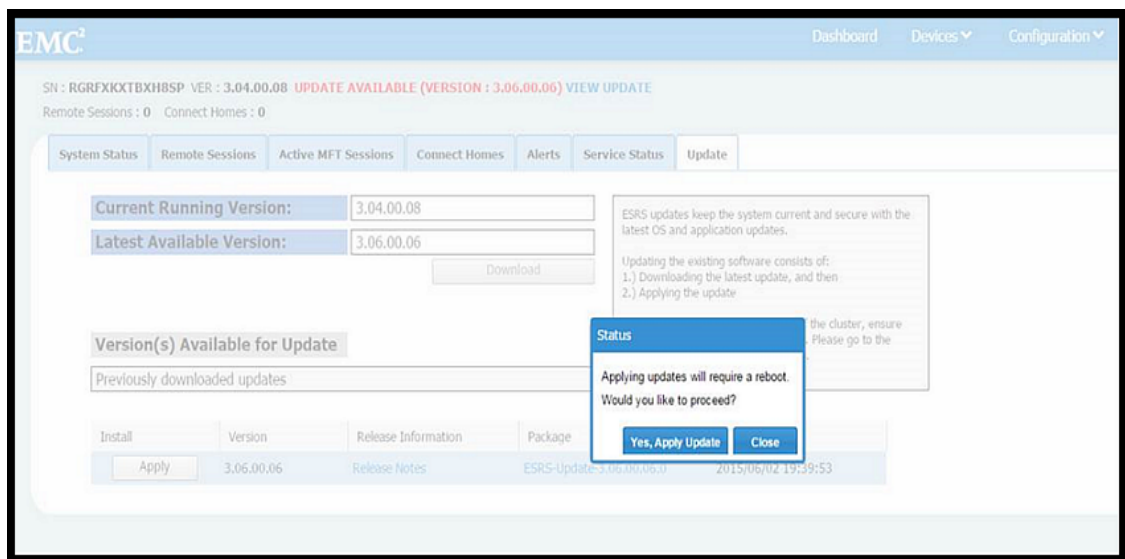 EMC²
Dashboard Devices Configuration
SN : RGRFXKXTBXH8SP VER : 3.04.00.08 UPDATE AVAILABLE (VERSION : 3.06.00.06) VIEW UPDATE
Remote Sessions : 0 Connect Homes : 0
System Status Remote Sessions Active MFT Sessions Connect Homes Alerts Service Status Update
Current Running Version: 3.04.00.08
Latest Available Version: 3.06.00.06
Download
ESRS updates keep the system current and secure with the
latest OS and application updates.
Updating the existing software consists of:
1.) Downloading the latest update, and then
2.) Applying the update
the cluster, ensure
. Please go to the
Version(s) Available for Update
Previously downloaded updates
Status
Applying updates will require a reboot.
Would you like to proceed?
Yes, Apply Update Close
Install Version Release Information Package
Apply 3.06.00.06 Release Notes ESRS-Update-3.06.00.06.0 2015/06/02 19:39:53